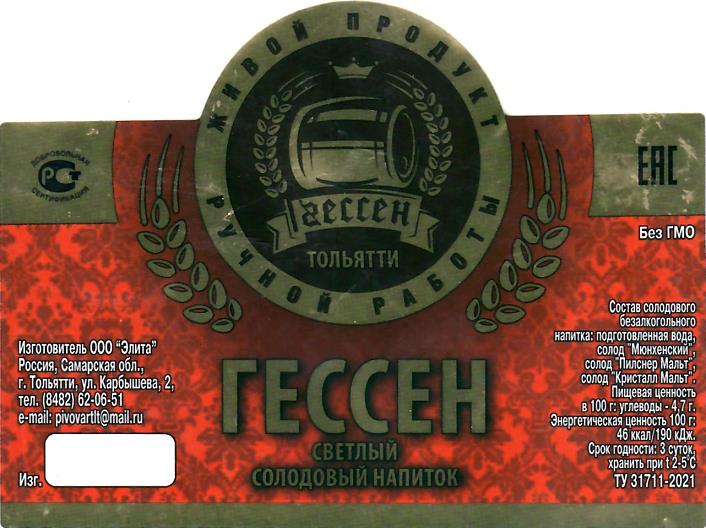 ЖИВОЙ ПРОДУКТ
РУЧНОЙ РАБОТЫ
гессен
ТОЛЬЯТТИ
ДОБРОВОЛЬНАЯ
РСТ
СЕРТИФИКАЦИЯ
ЕАС
Без ГМО
Изготовитель ООО "Элита"
Россия, Самарская обл.,
г. Тольятти, ул. Карбышева, 2,
тел. (8482) 62-06-51
e-mail: pivovartlt@mail.ru
Изг.
ГЕССЕН
СВЕТЛЫЙ
СОЛОДОВЫЙ НАПИТОК
Состав солодового
безалкогольного
напитка: подготовленная вода,
солод "Мюнхенский",
солод "Пилснер Мальт",
солод "Кристалл Мальт".
Пищевая ценность
в 100 г: углеводы - 4,7 г.
Энергетическая ценность 100 г:
46 ккал/190 кДж.
Срок годности: 3 суток,
хранить при t 2-5°С
ТУ 31711-2021